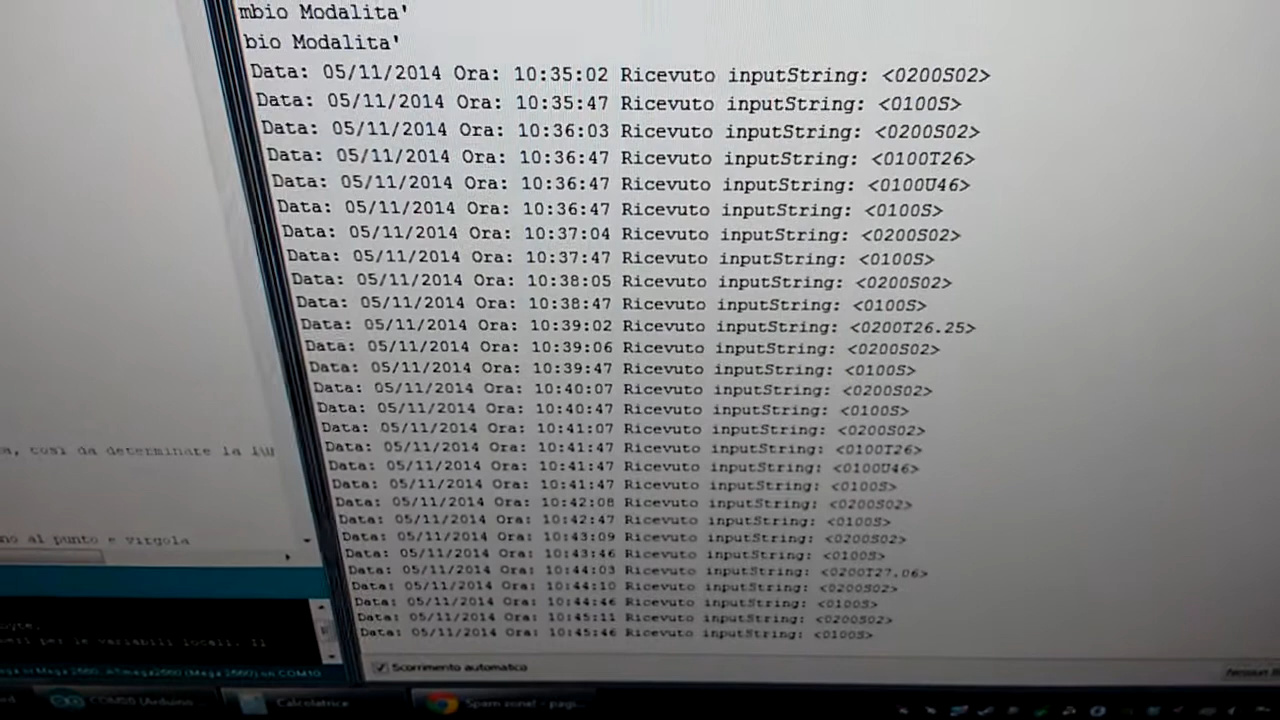 mbio Modalita'
bio Modalita'
Data: 05/11/2014 Ora: 10:35:02 Ricevuto inputString: <0200S02>
Data: 05/11/2014 Ora: 10:35:47 Ricevuto inputString: <0100S>
Data: 05/11/2014 Ora: 10:36:03 Ricevuto inputString: <0200S02>
Data: 05/11/2014 Ora: 10:36:47 Ricevuto inputString: <0100T26>
Data: 05/11/2014 Ora: 10:36:47 Ricevuto inputString: <0100U46>
Data: 05/11/2014 Ora: 10:36:47 Ricevuto inputString: <0100S>
Data: 05/11/2014 Ora: 10:37:04 Ricevuto inputString: <0200S02>
Data: 05/11/2014 Ora: 10:37:47 Ricevuto inputString: <0100S>
Data: 05/11/2014 Ora: 10:38:05 Ricevuto inputString: <0200S02>
Data: 05/11/2014 Ora: 10:38:47 Ricevuto inputString: <0100S>
Data: 05/11/2014 Ora: 10:39:02 Ricevuto inputString: <0200T26.25>
Data: 05/11/2014 Ora: 10:39:06 Ricevuto inputString: <0200S02>
Data: 05/11/2014 Ora: 10:39:47 Ricevuto inputString: <0100S>
Data: 05/11/2014 Ora: 10:40:07 Ricevuto inputString: <0200S02>
Data: 05/11/2014 Ora: 10:40:47 Ricevuto inputString: <0100S>
Data: 05/11/2014 Ora: 10:41:07 Ricevuto inputString: <0200S02>
Data: 05/11/2014 Ora: 10:41:47 Ricevuto inputString: <0100T26>
Data: 05/11/2014 Ora: 10:41:47 Ricevuto inputString: <0100U46>
Data: 05/11/2014 Ora: 10:41:47 Ricevuto inputString: <0100S>
Data: 05/11/2014 Ora: 10:42:08 Ricevuto inputString: <0200S02>
Data: 05/11/2014 Ora: 10:42:47 Ricevuto inputString: <0100S>
Data: 05/11/2014 Ora: 10:43:09 Ricevuto inputString: <0200S02>
Data: 05/11/2014 Ora: 10:43:46 Ricevuto inputString: <0100S>
Data: 05/11/2014 Ora: 10:44:03 Ricevuto inputString: <0200T27.06>
Data: 05/11/2014 Ora: 10:44:10 Ricevuto inputString: <0200S02>
Data: 05/11/2014 Ora: 10:44:46 Ricevuto inputString: <0100S>
Data: 05/11/2014 Ora: 10:45:11 Ricevuto inputString: <0200S02>
Data: 05/11/2014 Ora: 10:45:46 Ricevuto inputString: <0100S>
Scorrimento automatico
a, cosi da determinate la
no al punto e virgola
per le variabili locali. Il
COM10
Calcolatrice
Spam zone! - pagi